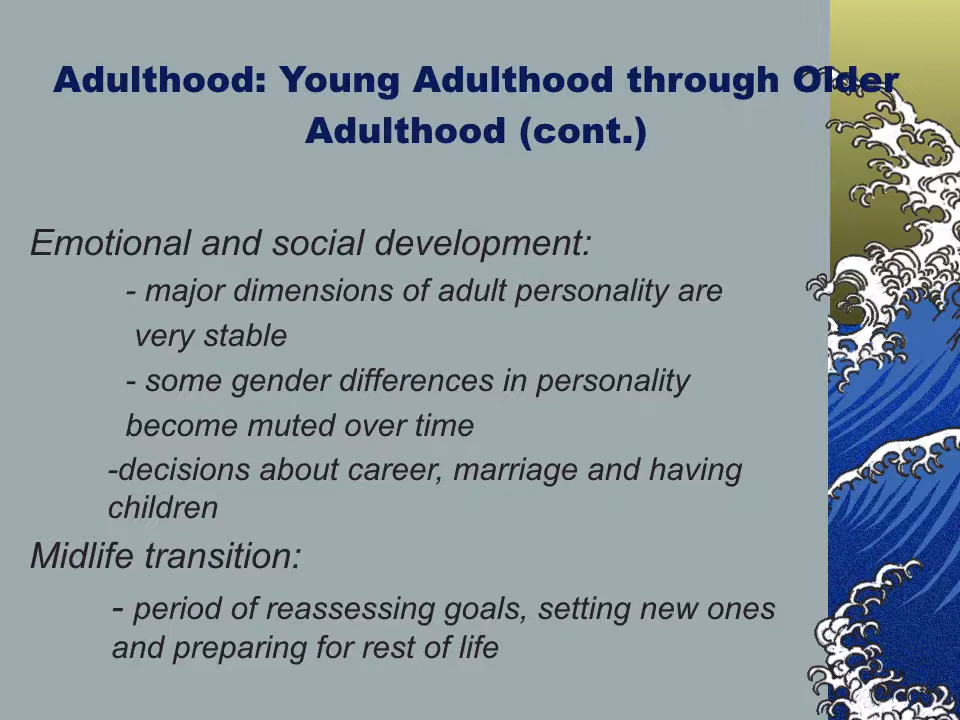 Adulthood: Young Adulthood through Older
Adulthood (cont.)
Emotional and social development:
- major dimensions of adult personality are
very stable
- some gender differences in personality
become muted over time
-decisions about career, marriage and having
children
Midlife transition:
- period of reassessing goals, setting new ones
and preparing for rest of life